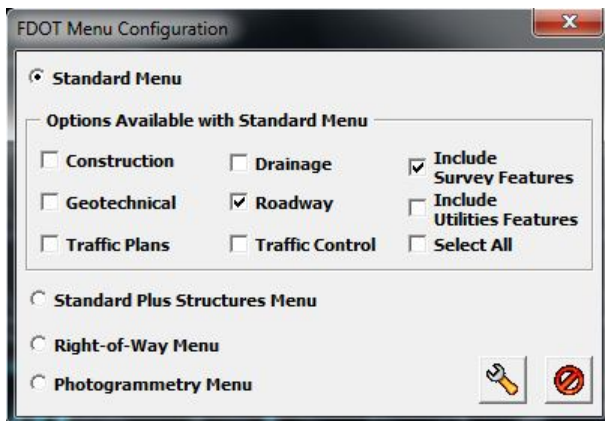 FDOT Menu Configuration
Standard Menu
Options Available with Standard Menu
Construction
Drainage
Include
Survey Features
Geotechnical
Roadway
Include
Utilities Features
Traffic Plans
Traffic Control
Select All
Standard Plus Structures Menu
Right-of-Way Menu
Photogrammetry Menu